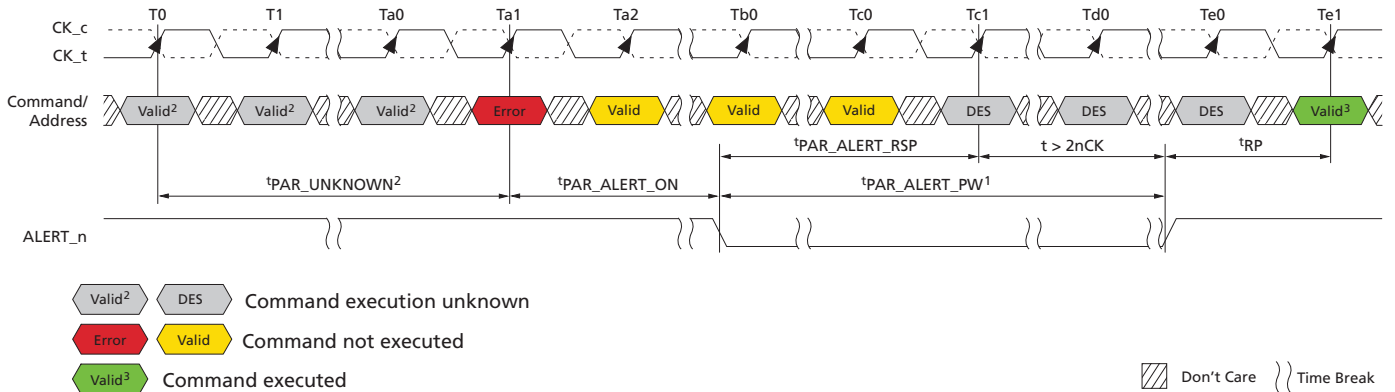 T0 T1 Ta0 Ta1 Ta2 Tb0 Tc0 Tc1 Td0 Te0 Te1
CK_c
CK_t
Command/
Address
Valid² Valid² Valid² Error Valid Valid Valid DES DES DES Valid³
tPAR_ALERT_RSP t > 2nCK tRP
tPAR_UNKNOWN² tPAR_ALERT_ON tPAR_ALERT_PW¹
ALERT_n
Valid² DES Command execution unknown
Error Valid Command not executed
Valid³ Command executed
Don't Care Time Break